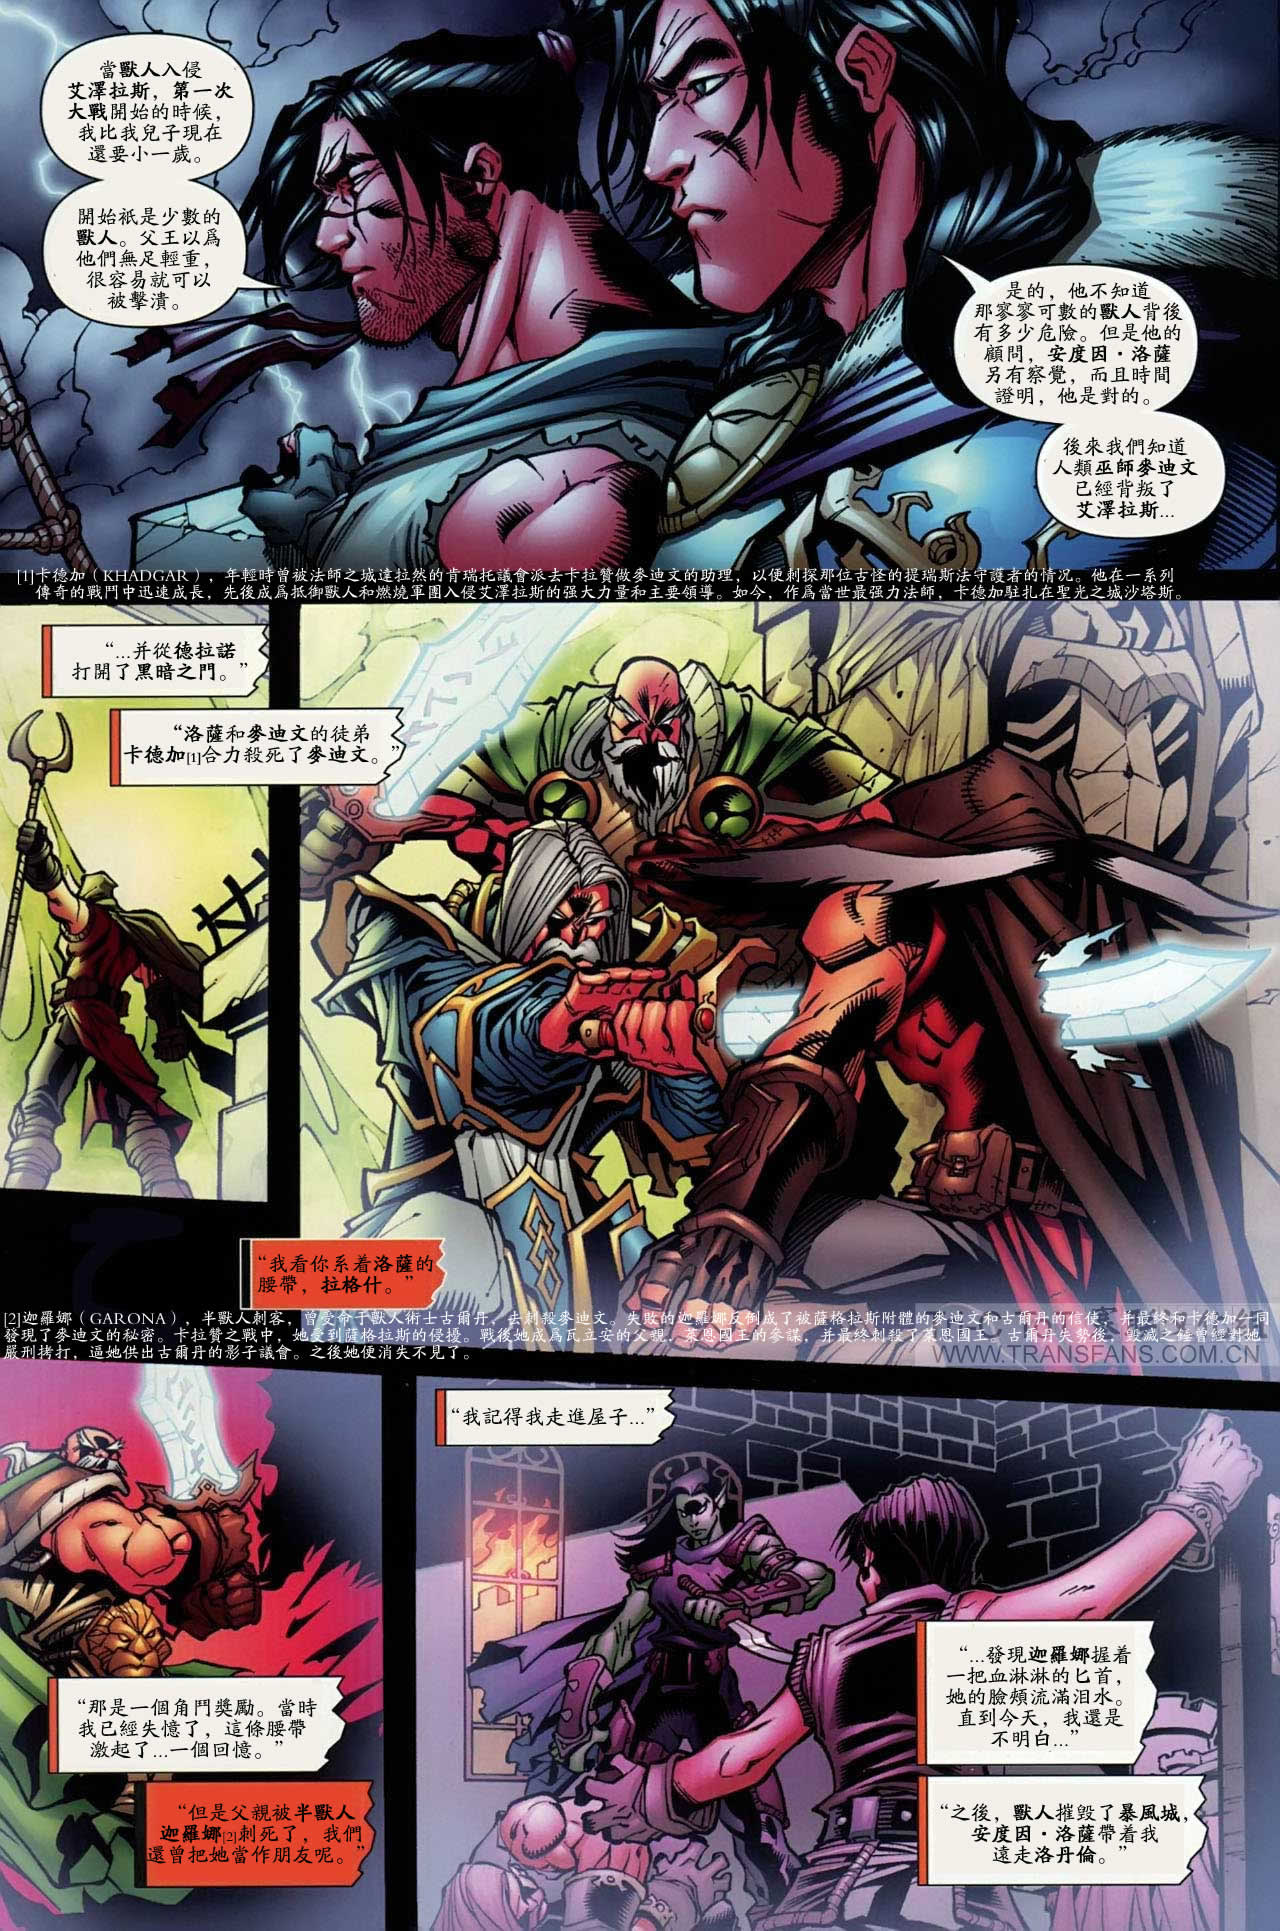 當獸人入侵
艾澤拉斯，第一次
大戰開始的時候，
我比我兒子現在
還要小一歲。
開始祇是少數的
獸人。父王以爲
他們無足輕重，
很容易就可以
被擊潰。
是的，他不知道
那寥寥可數的獸人背後
有多少危險。但是他的
顧問，安度因·洛薩
另有察覺，而且時間
證明，他是對的。
後來我們知道
人類巫師麥迪文
已經背叛了
艾澤拉斯...
[1]卡德加（KHADGAR），年輕時曾被法師之城達拉然的肯瑞托議會派去卡拉贊做麥迪文的助理，以便刺探那位古怪的提瑞斯法守護者的情况。他在一系列
傳奇的戰鬥中迅速成長，先後成爲抵御獸人和燃燒軍團入侵艾澤拉斯的强大力量和主要領導。如今，作爲當世最强力法師，卡德加駐扎在聖光之城沙塔斯。
“...并從德拉諾
打開了黑暗之門。”
“洛薩和麥迪文的徒弟
卡德加[1]合力殺死了麥迪文。”
“我看你系着洛薩的
腰帶，拉格什。”
[2]迦羅娜（GARONA），半獸人刺客，曾受命于獸人術士古爾丹，去刺殺麥迪文。失敗的迦羅娜反倒成了被薩格拉斯附體的麥迪文和古爾丹的信使，并最終和卡德加一同
發現了麥迪文的秘密。卡拉贊之戰中，她受到薩格拉斯的侵擾。戰後她成爲瓦立安的父親，萊恩國王的參謀，并最終刺殺了萊恩國王。古爾丹失勢後，毀滅之錘曾經對她
嚴刑拷打，逼她供出古爾丹的影子議會。之後她便消失不見了。
WWW.TRANSFANS.COM.CN
“我記得我走進屋子...”
“那是一個角鬥獎勵。當時
我已經失憶了，這條腰帶
激起了...一個回憶。”
“但是父親被半獸人
迦羅娜[2]刺死了，我們
還曾把她當作朋友呢。”
“...發現迦羅娜握着
一把血淋淋的匕首，
她的臉頰流滿泪水。
直到今天，我還是
不明白...”
“之後，獸人摧毀了暴風城，
安度因·洛薩帶着我
遠走洛丹倫。”